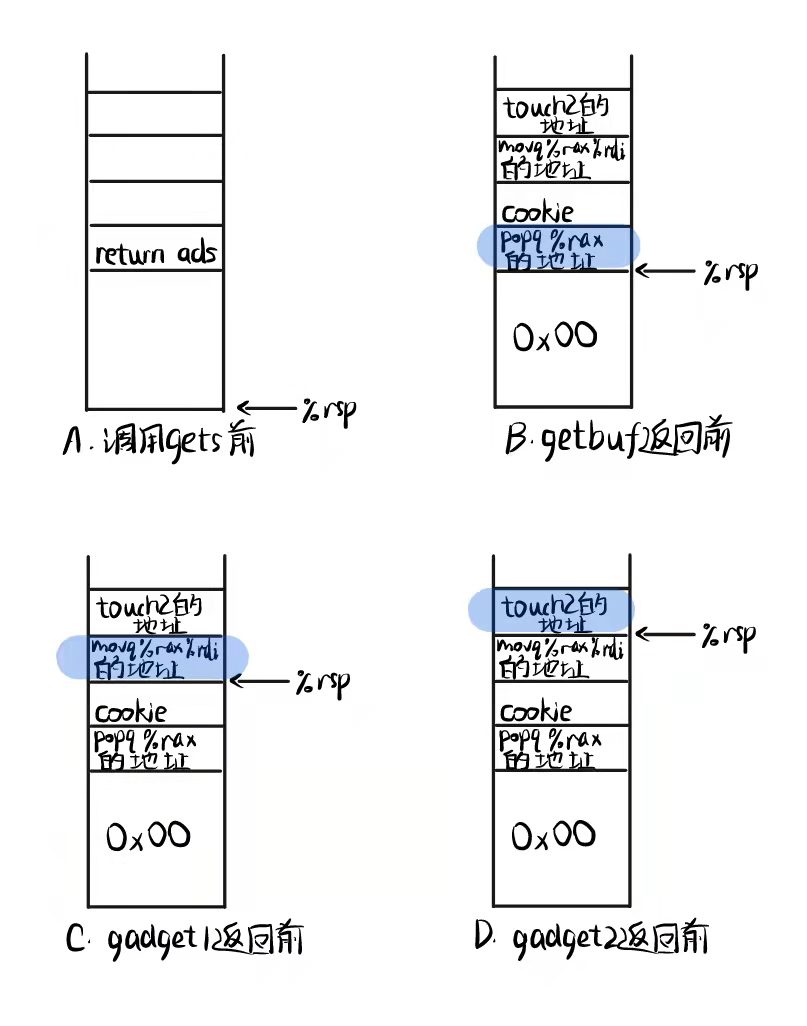 return ads
%rsp
A.调用gets前
touch2的
地址
movq%rax%rdi
的地址
cookie
popq %rax
的地址
%rsp
0x00
B.getbuf返回前
touch2的
地址
movq%rax%rdi
的地址
%rsp
cookie
popq %rax
的地址
0x00
C. gadget1返回前
touch2的
地址
%rsp
movq%rax%rdi
的地址
cookie
popq %rax
的地址
0x00
D. gadget2返回前